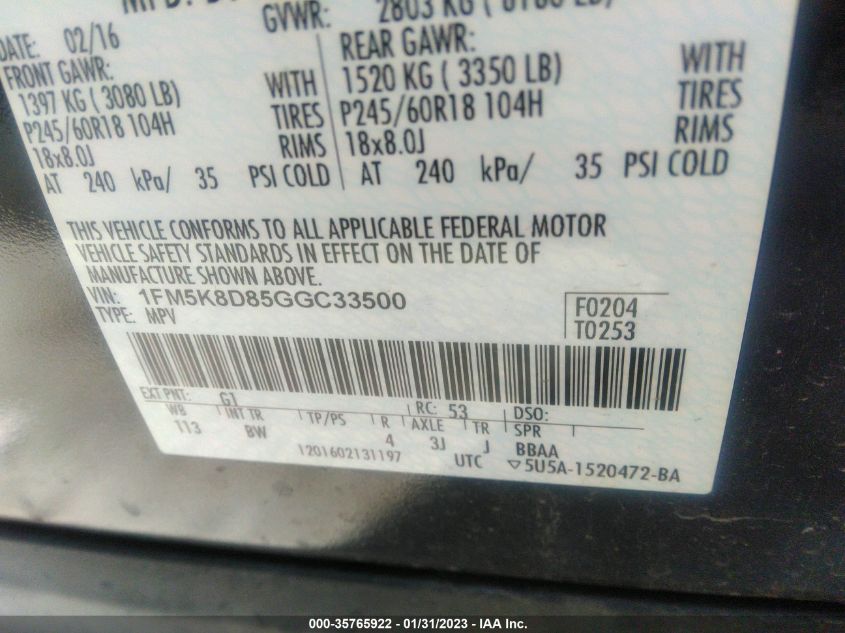 GVWR: 2803 KG
DATE: 02/16
FRONT GAWR: REAR GAWR:
1397 KG ( 3080 LB) WITH 1520 KG ( 3350 LB) WITH
P245/60R18 104H TIRES P245/60R18 104H TIRES
18x8.0J RIMS 18x8.0J RIMS
AT 240 kPa/ 35 PSI COLD AT 240 kPa/ 35 PSI COLD
THIS VEHICLE CONFORMS TO ALL APPLICABLE FEDERAL MOTOR
VEHICLE SAFETY STANDARDS IN EFFECT ON THE DATE OF
MANUFACTURE SHOWN ABOVE.
VIN: 1FM5K8D85GGC33500 F0204
TYPE: MPV T0253
EXT PNT: G1 RC: 53 DSO:
WB INT TR TP/PS R AXLE TR SPR
113 BW 4 3J J BBAA
1201602131197 UTC ▽5U5A-1520472-BA
000-35765922 - 01/31/2023 - IAA Inc.